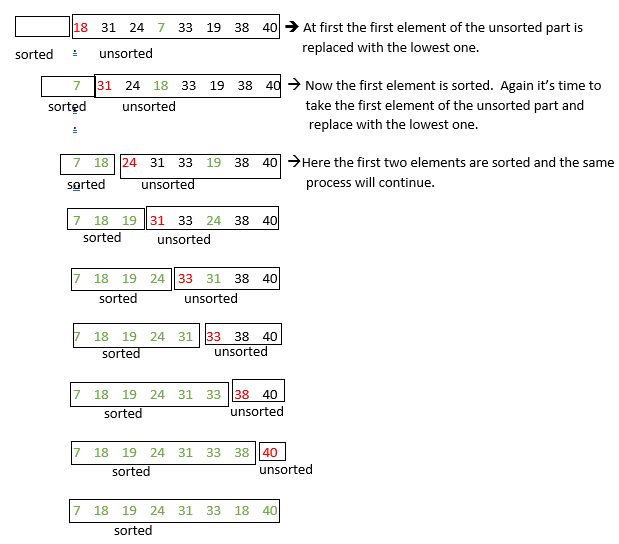 18 31 24 7 33 19 38 40 → At first the first element of the unsorted part is
replaced with the lowest one.
sorted : unsorted
7 31 24 18 33 19 38 40 → Now the first element is sorted. Again it's time to
take the first element of the unsorted part and
replace with the lowest one.
sorted unsorted
7 18 24 31 33 19 38 40 →Here the first two elements are sorted and the same
process will continue.
sorted unsorted
7 18 19 31 33 24 38 40
sorted unsorted
7 18 19 24 33 31 38 40
sorted unsorted
7 18 19 24 31 33 38 40
sorted unsorted
7 18 19 24 31 33 38 40
sorted unsorted
7 18 19 24 31 33 38 40
sorted unsorted
7 18 19 24 31 33 18 40
sorted